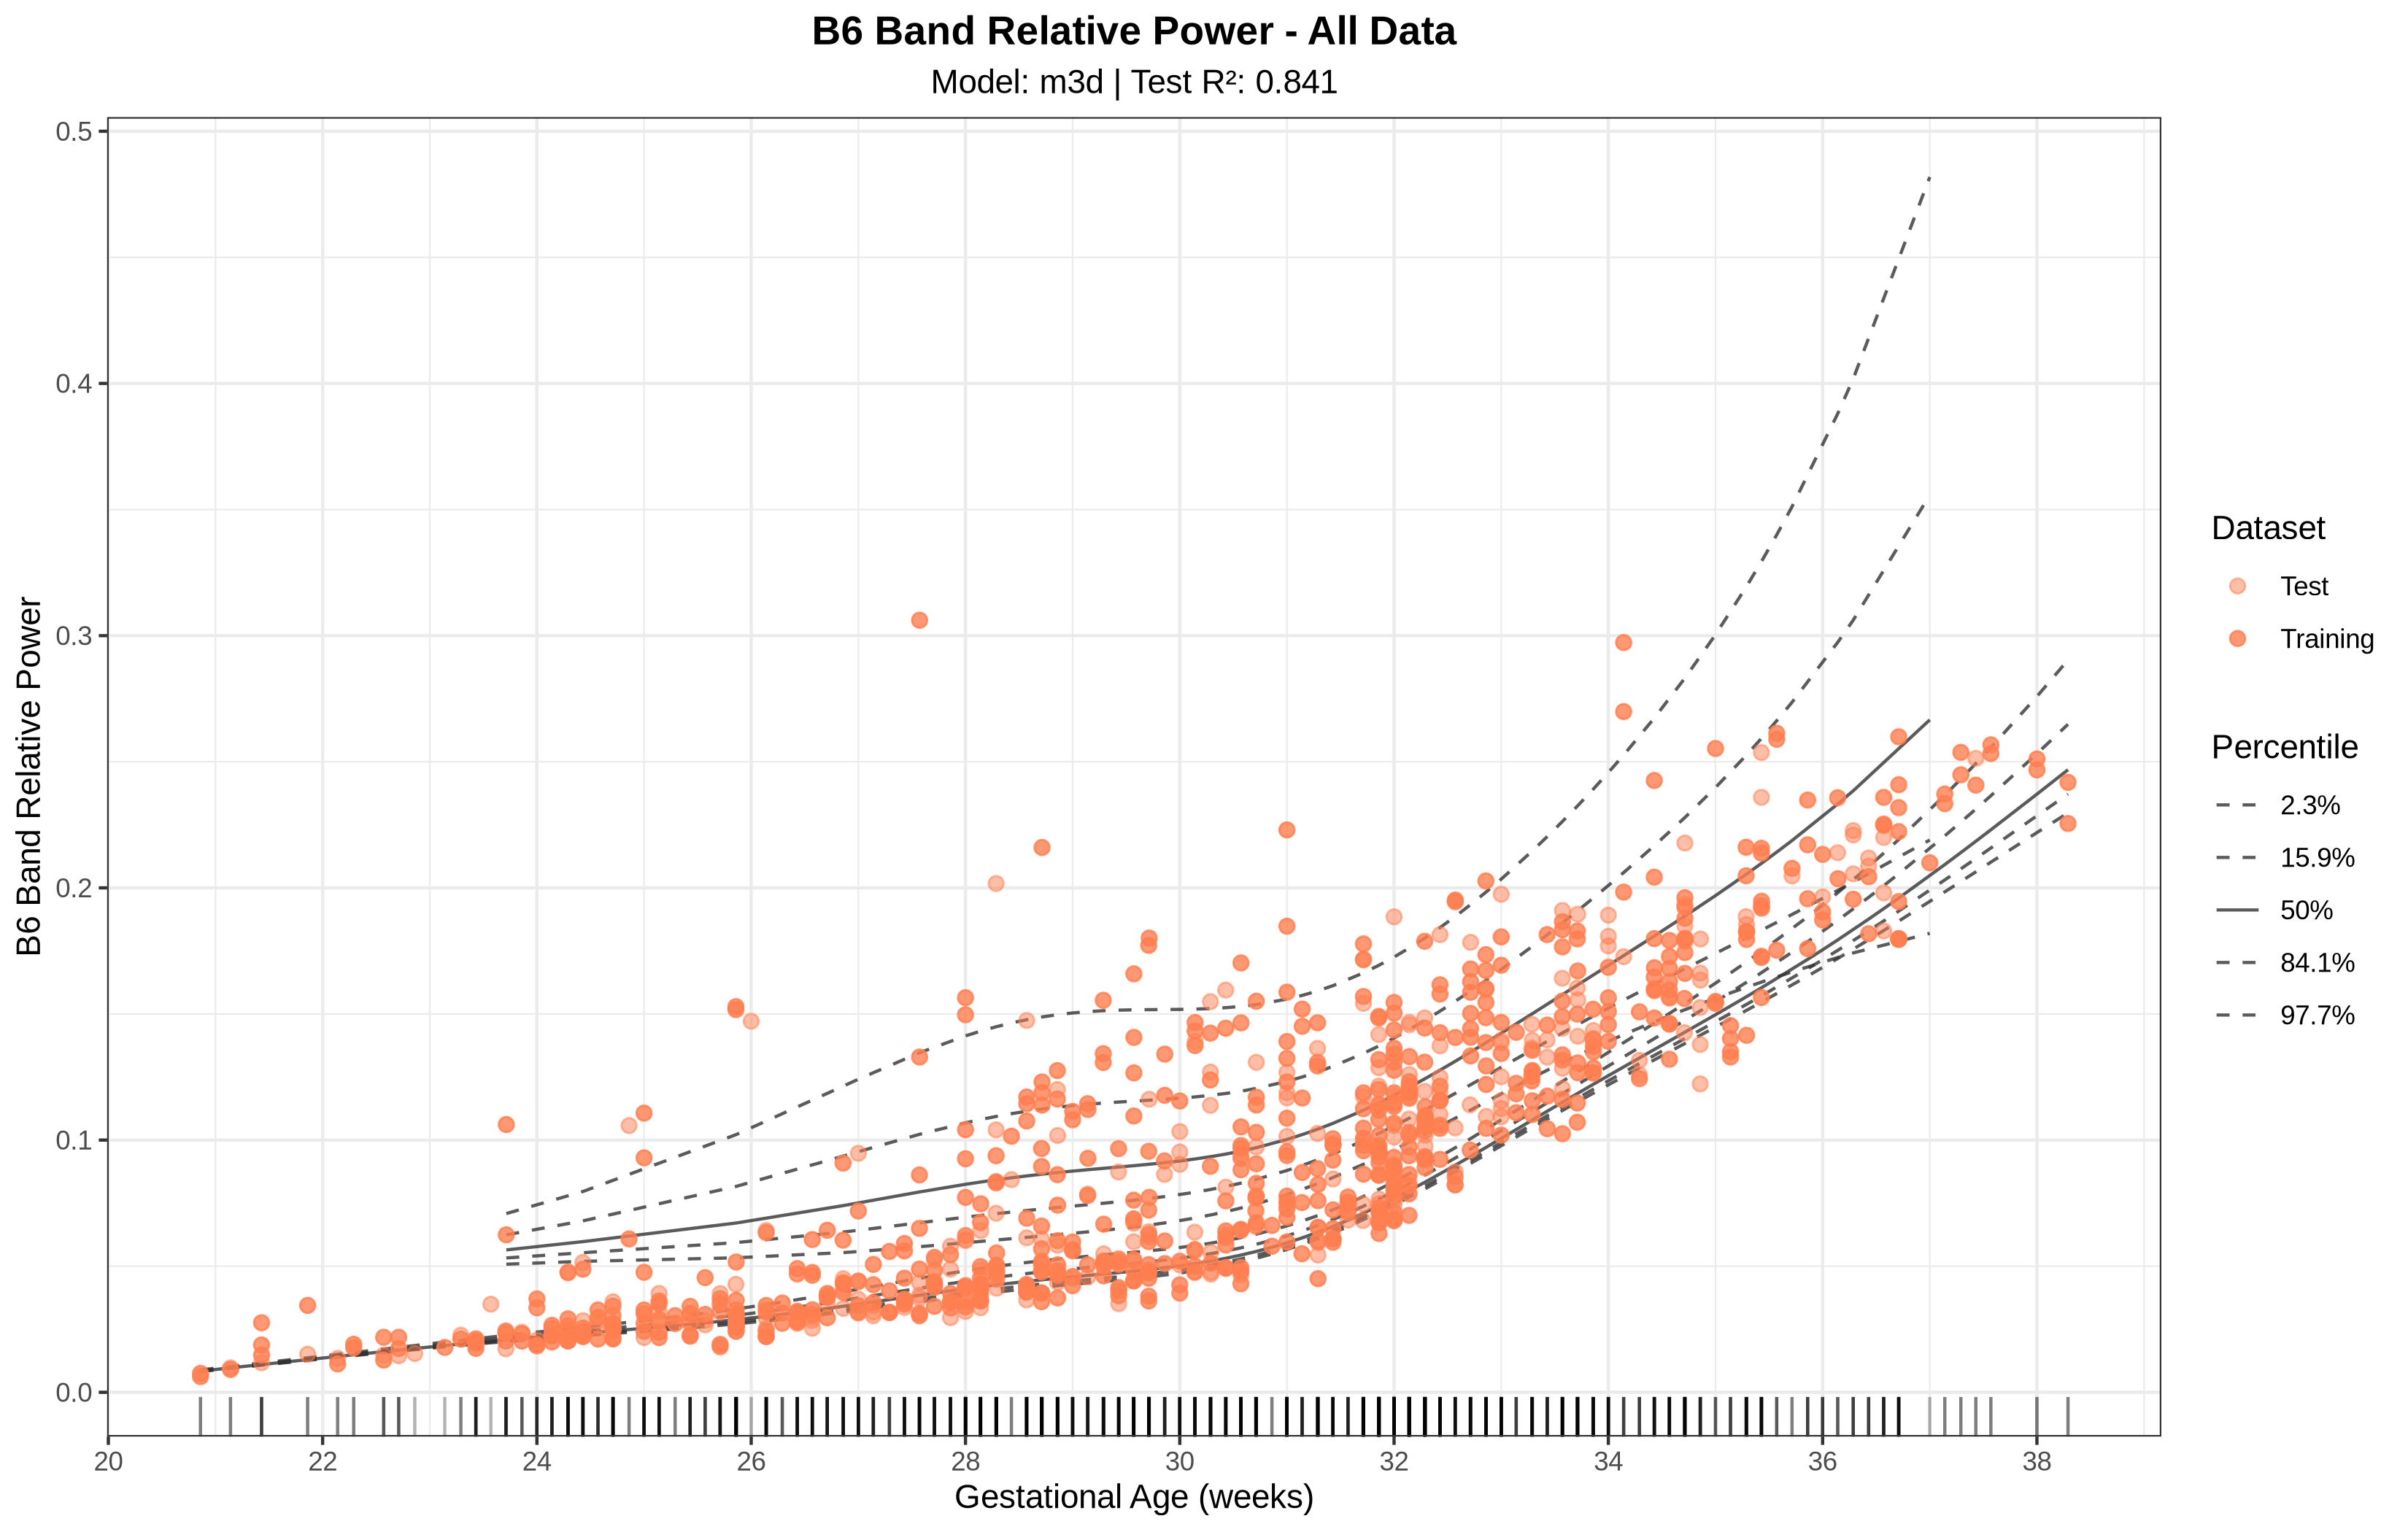 B6 Band Relative Power - All Data
Model: m3d | Test R²: 0.841
B6 Band Relative Power
0.5
0.4
0.3
0.2
0.1
0.0
20 22 24 26 28 30 32 34 36 38
Gestational Age (weeks)
Dataset
Test
Training
Percentile
2.3%
15.9%
50%
84.1%
97.7%